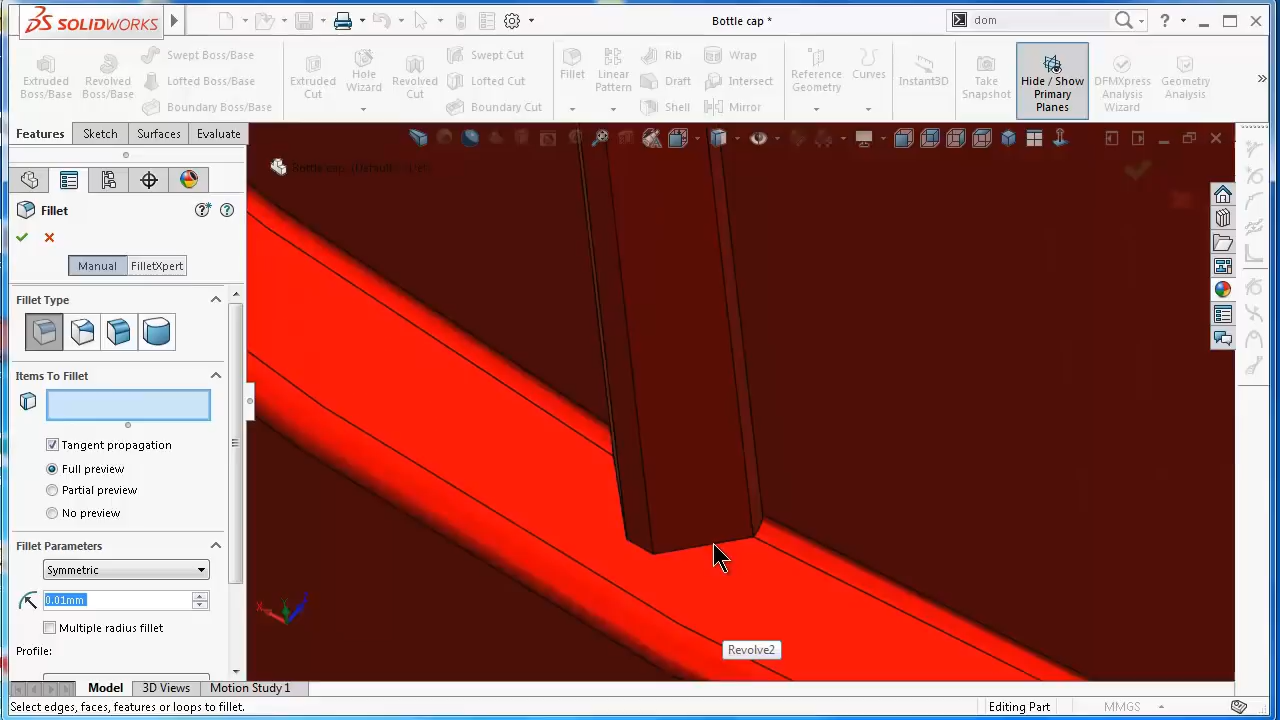 SOLIDWORKS
Bottle cap *
dom
Extruded Boss/Base
Revolved Boss/Base
Swept Boss/Base
Lofted Boss/Base
Boundary Boss/Base
Extruded Cut
Hole Wizard
Revolved Cut
Swept Cut
Lofted Cut
Boundary Cut
Fillet
Linear Pattern
Rib
Draft
Shell
Wrap
Intersect
Mirror
Reference Geometry
Curves
Instant3D
Take Snapshot
Hide / Show Primary Planes
DFMXpress Analysis Wizard
Geometry Analysis
Features
Sketch
Surfaces
Evaluate
Bottle cap (Default)
Fillet
Manual
FilletXpert
Fillet Type
Items To Fillet
Tangent propagation
Full preview
Partial preview
No preview
Fillet Parameters
Symmetric
0.01mm
Multiple radius fillet
Profile:
Revolve2
Model
3D Views
Motion Study 1
Select edges, faces, features or loops to fillet.
Editing Part
MMGS